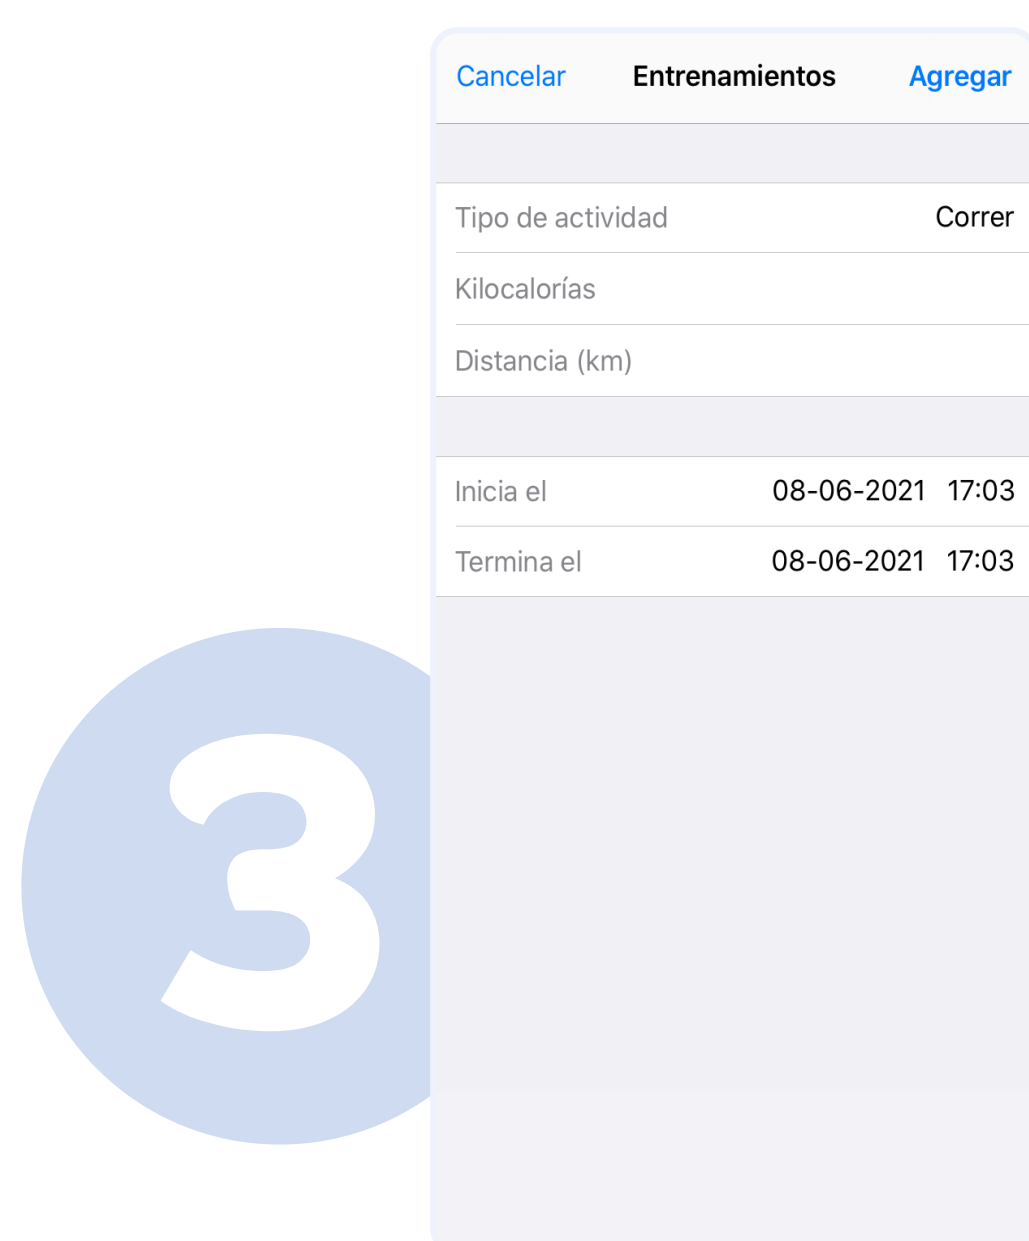 Cancelar Entrenamientos Agregar
Tipo de actividad Correr
Kilocalorías
Distancia (km)
Inicia el 08-06-2021 17:03
Termina el 08-06-2021 17:03
3